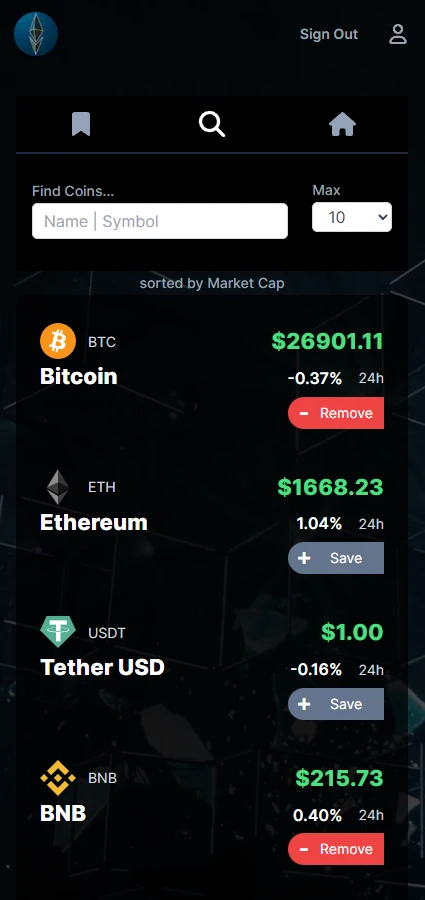 Sign Out
Find Coins...
Max
Name | Symbol
10
sorted by Market Cap
BTC
$26901.11
Bitcoin
-0.37% 24h
Remove
ETH
$1668.23
Ethereum
1.04% 24h
Save
USDT
$1.00
Tether USD
-0.16% 24h
Save
BNB
$215.73
BNB
0.40% 24h
Remove